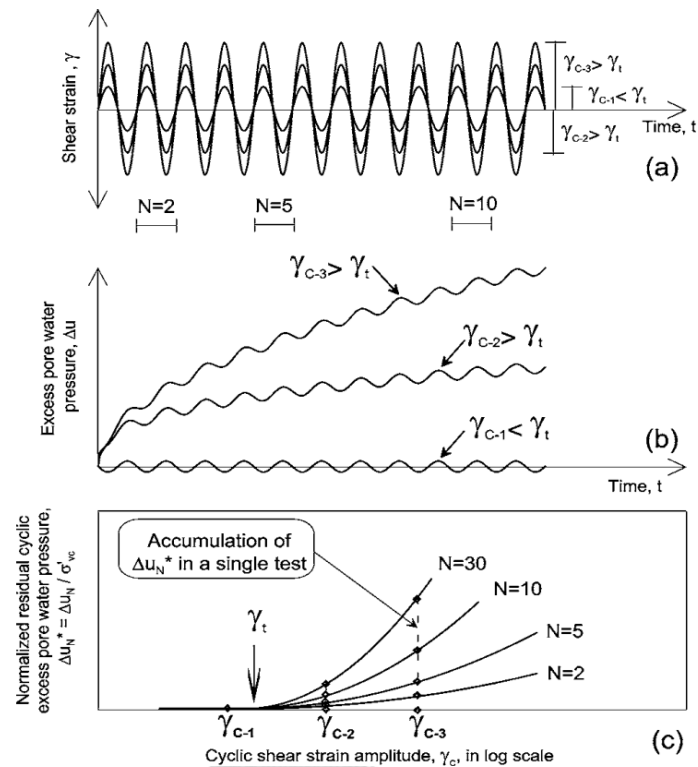 Shear strain , γ
γC-3> γt
γC-1< γt
Time, t
γC-2> γt
(a)
N=2
N=5
N=10
Excess pore water
pressure, Δu
γC-3> γt
γC-2> γt
γC-1< γt
(b)
Time, t
Normalized residual cyclic
excess pore water pressure,
ΔuN* = ΔuN / σ'vc
Accumulation of
ΔuN* in a single test
N=30
N=10
N=5
N=2
γt
γC-1
γC-2
γC-3
(c)
Cyclic shear strain amplitude, γc, in log scale